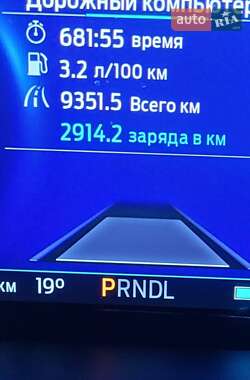 Дорожный компьютер
auto RIA
681:55 время
3.2 л/100 км
9351.5 Всего км
2914.2 заряда в км
км 19º PRNDL